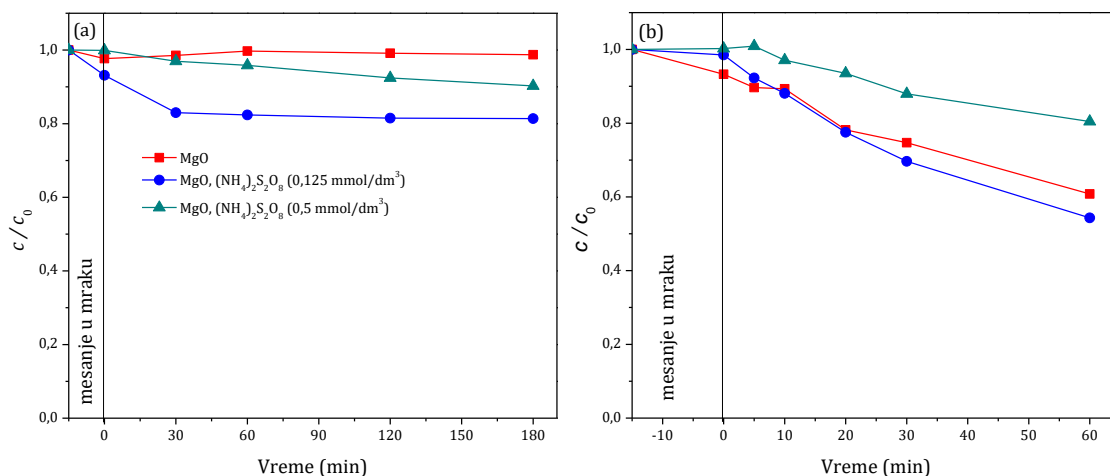 (a)
1,0
0,8
0,6
0,4
0,2
0,0
c / c0
mesanje u mraku
MgO
MgO, (NH4)2S2O8 (0,125 mmol/dm3)
MgO, (NH4)2S2O8 (0,5 mmol/dm3)
0 30 60 90 120 150 180
Vreme (min)
(b)
1,0
0,8
0,6
0,4
0,2
0,0
c / c0
mesanje u mraku
-10 0 10 20 30 40 50 60
Vreme (min)